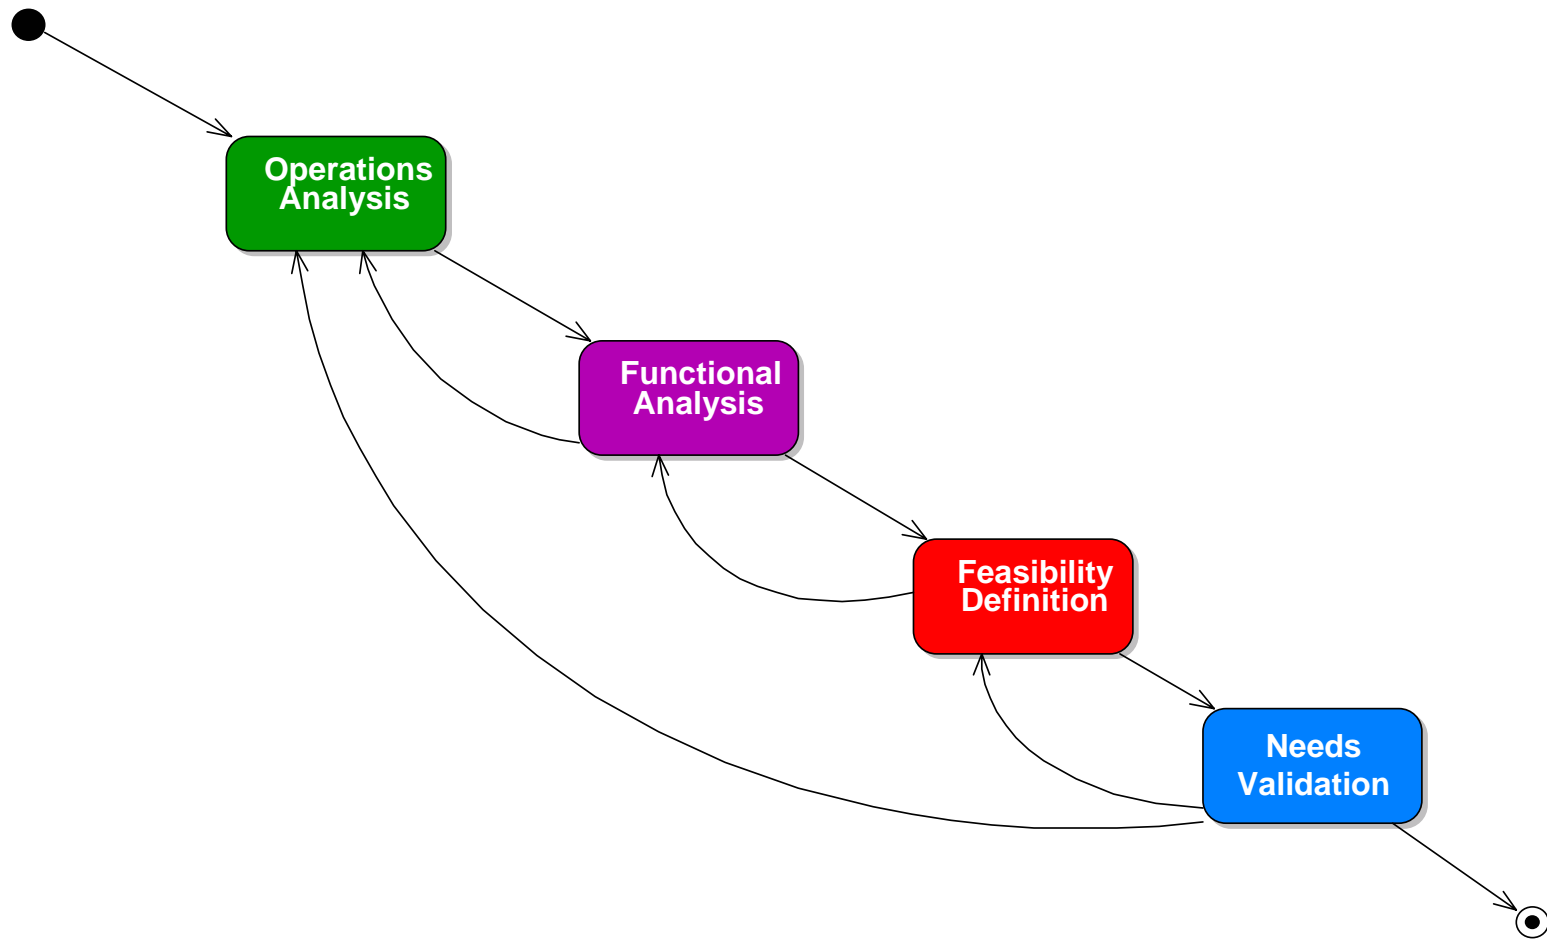 Operations
Analysis
Functional
Analysis
Feasibility
Definition
Needs
Validation